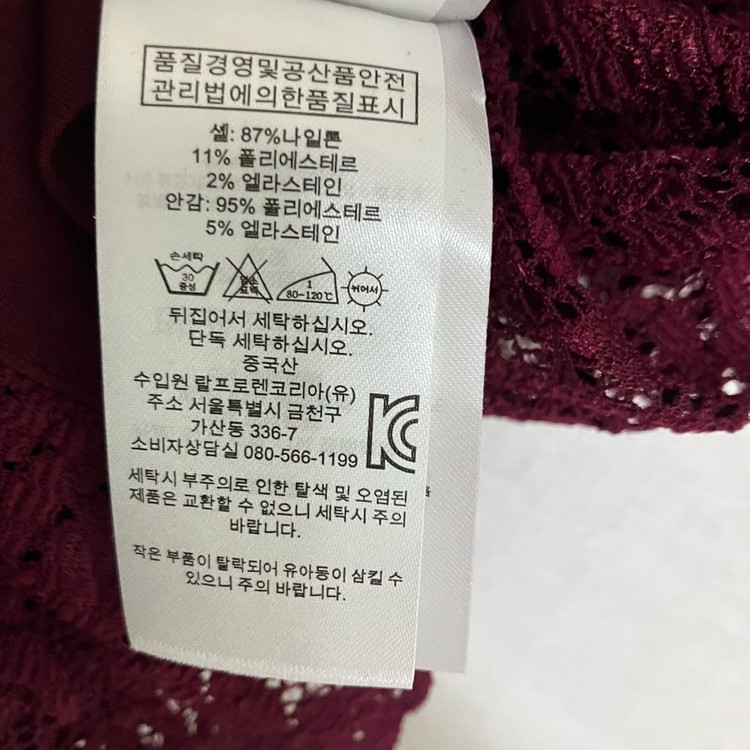 품질경영및공산품안전
관리법에의한품질표시
셸: 87%나일론
11% 폴리에스테르
2% 엘라스테인
안감: 95% 폴리에스테르
5% 엘라스테인
손세탁
30
중성
염소
표백
1
80~120℃
뉘어서
뒤집어서 세탁하십시오.
단독 세탁하십시오.
중국산
수입원 랄프로렌코리아(유)
주소 서울특별시 금천구
가산동 336-7
소비자상담실 080-566-1199
세탁시 부주의로 인한 탈색 및 오염된
제품은 교환할 수 없으니 세탁시 주의
바랍니다.
작은 부품이 탈락되어 유아동이 삼킬 수
있으니 주의 바랍니다.